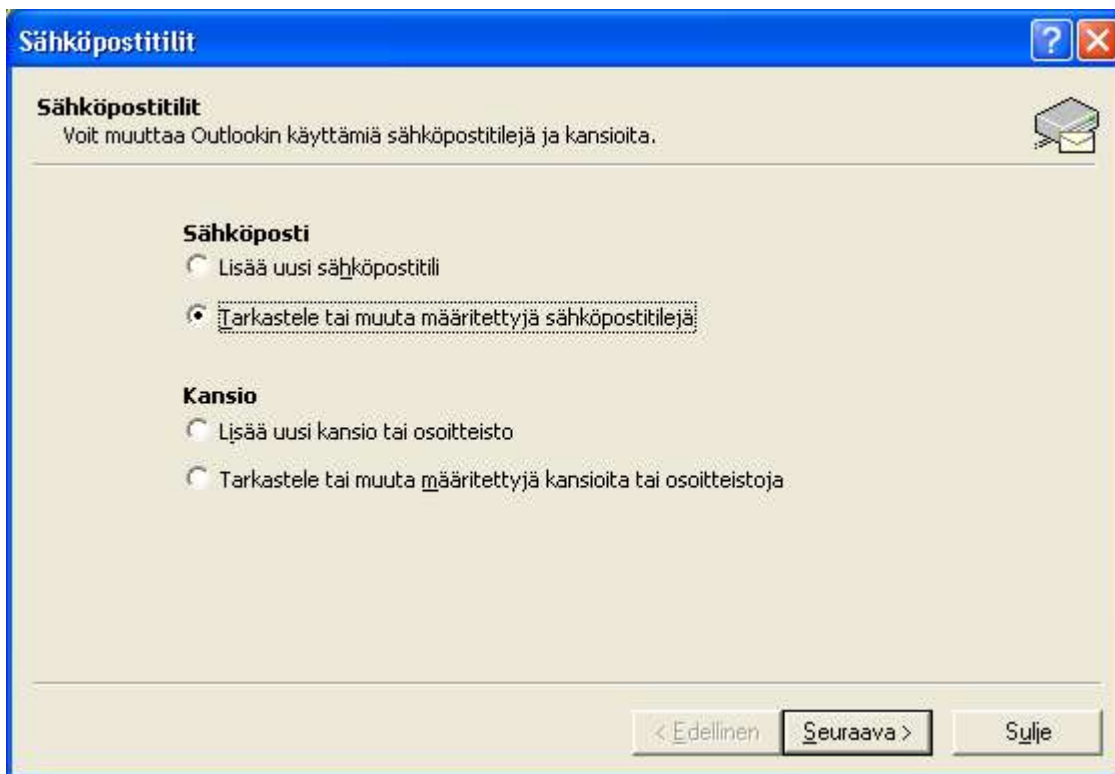 Sähköpostitilit
Sähköpostitilit
Voit muuttaa Outlookin käyttämiä sähköpostitilejä ja kansioita.
Sähköposti
Lisää uusi sähköpostitili
Tarkastele tai muuta määritettyjä sähköpostitilejä
Kansio
Lisää uusi kansio tai osoitteisto
Tarkastele tai muuta määritettyjä kansioita tai osoitteistoja
< Edellinen Seuraava > Sulje